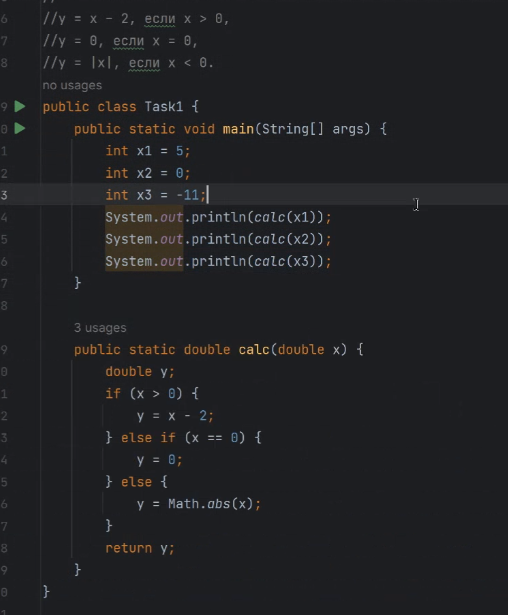 6 //y = x - 2, если x > 0,
7 //y = 0, если x = 0,
8 //y = |x|, если x < 0.
no usages
9 public class Task1 {
0 public static void main(String[] args) {
1 int x1 = 5;
2 int x2 = 0;
3 int x3 = -11;
4 System.out.println(calc(x1));
5 System.out.println(calc(x2));
6 System.out.println(calc(x3));
7 }
8
3 usages
9 public static double calc(double x) {
0 double y;
1 if (x > 0) {
2 y = x - 2;
3 } else if (x == 0) {
4 y = 0;
5 } else {
6 y = Math.abs(x);
7 }
8 return y;
9 }
0 }